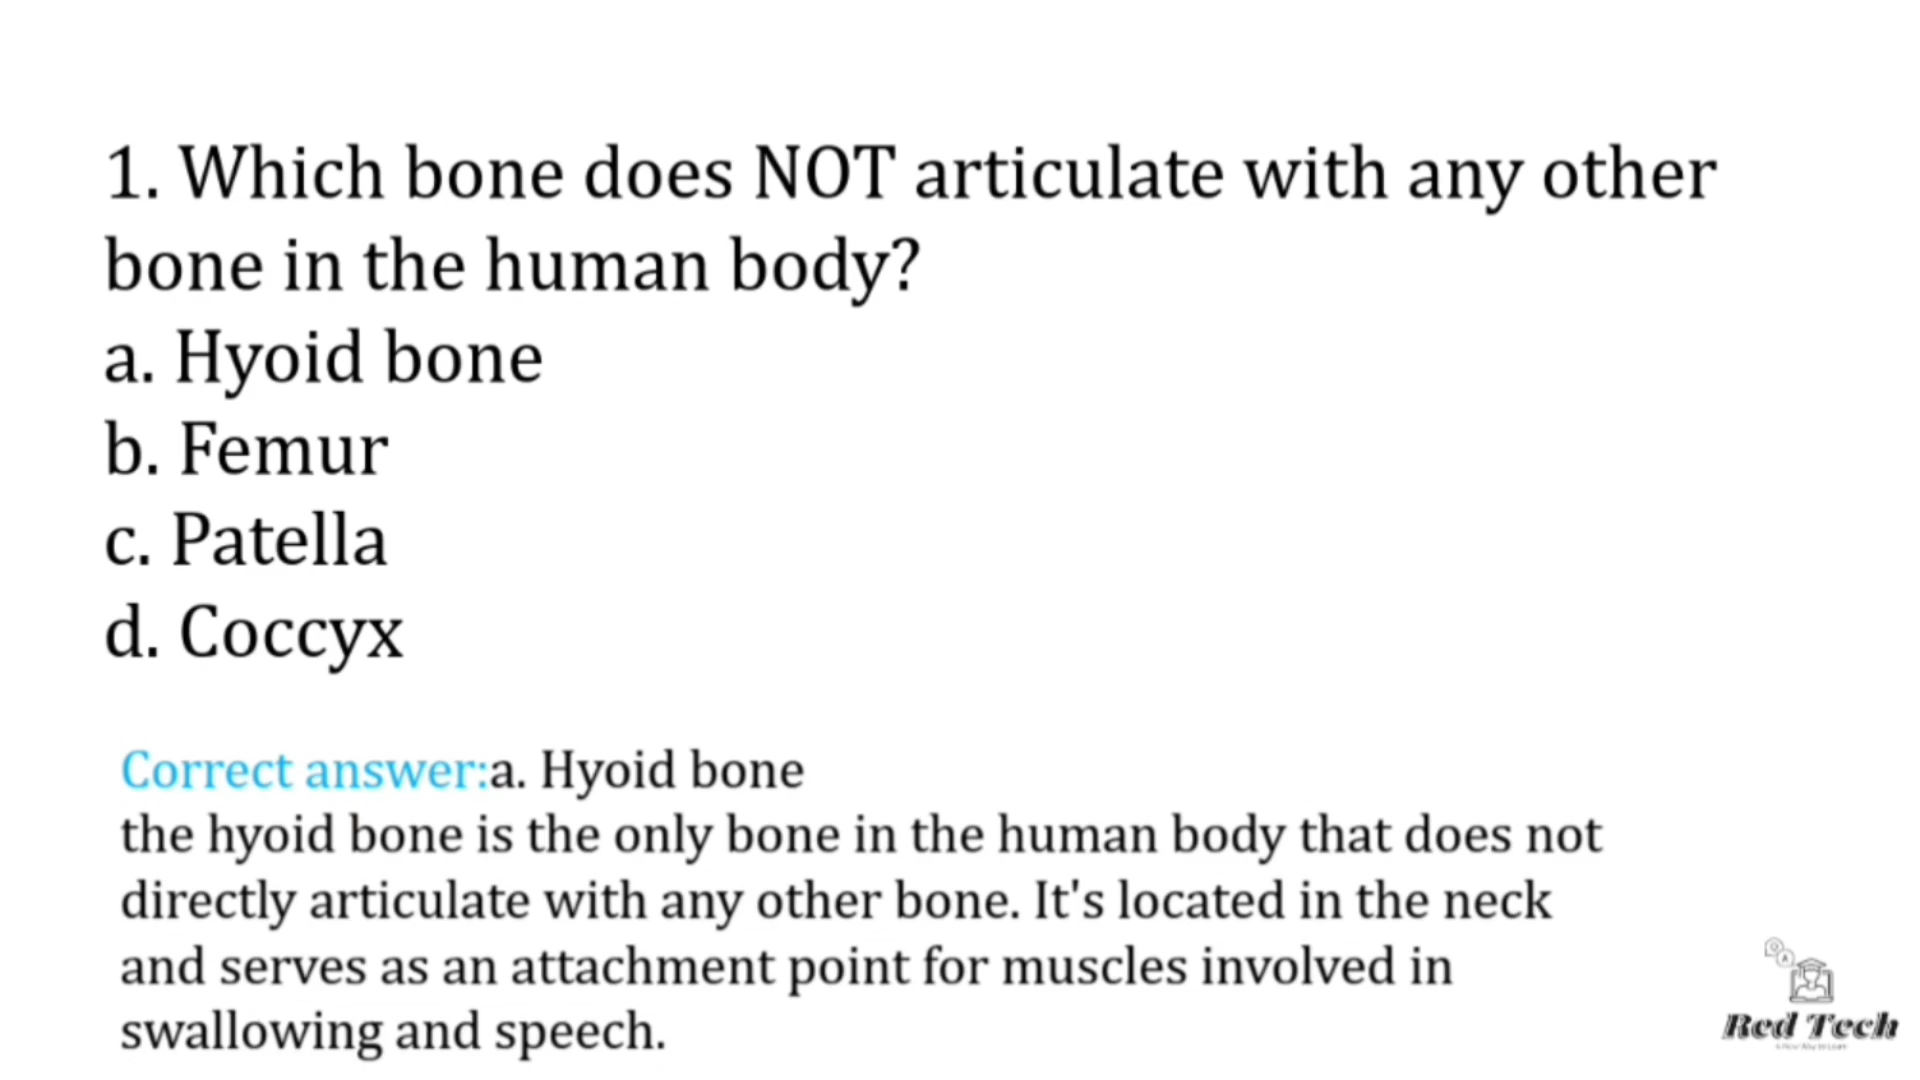 1. Which bone does NOT articulate with any other
bone in the human body?
a. Hyoid bone
b. Femur
c. Patella
d. Coccyx
Correct answer:a. Hyoid bone
the hyoid bone is the only bone in the human body that does not
directly articulate with any other bone. It's located in the neck
and serves as an attachment point for muscles involved in
swallowing and speech.
Q
A
Red Tech